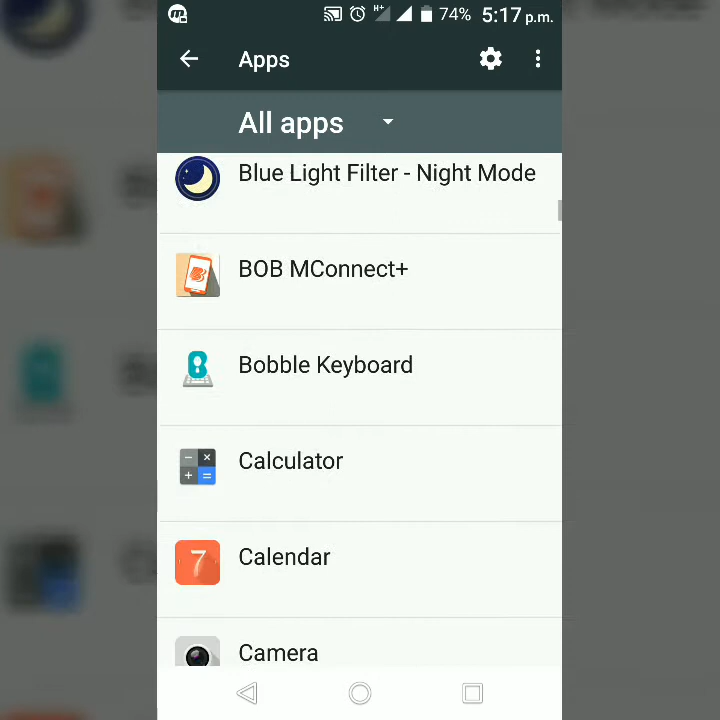 H+ 74% 5:17 p.m.
Apps
All apps
Blue Light Filter - Night Mode
BOB MConnect+
Bobble Keyboard
Calculator
7 Calendar
Camera